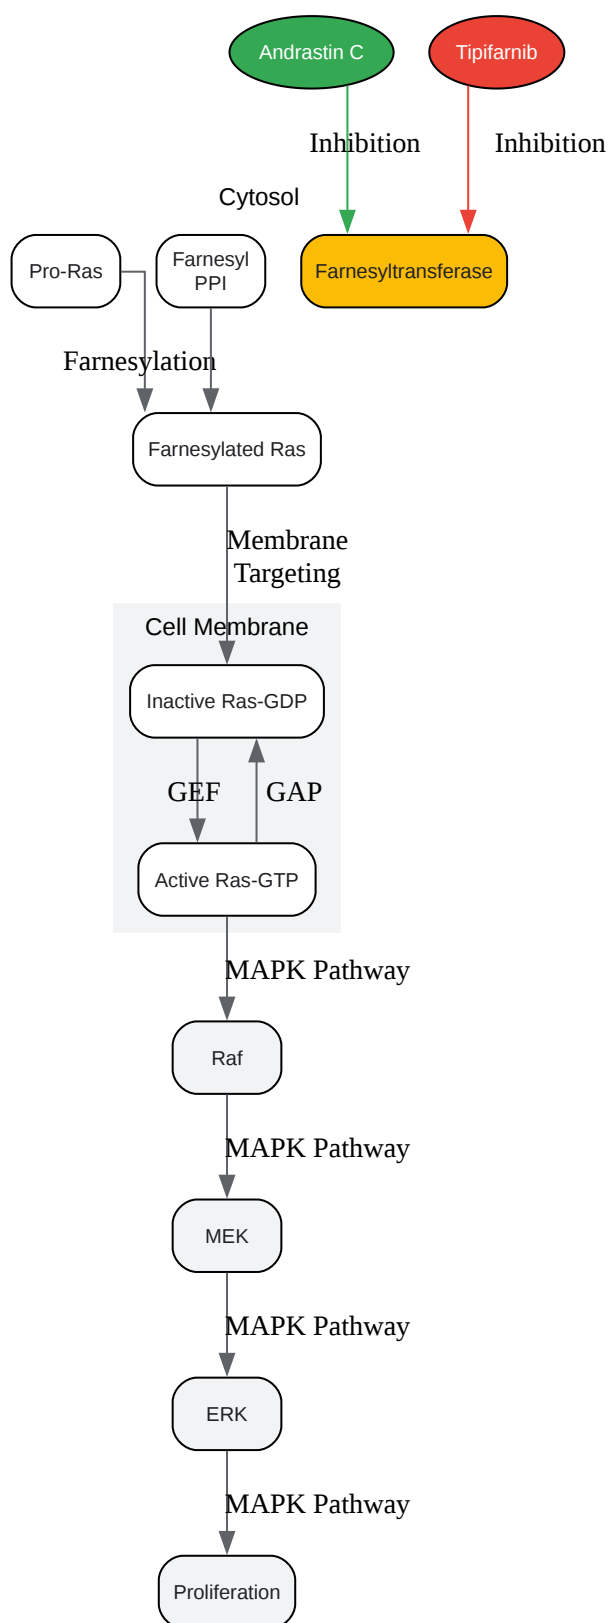 Andrastin C
Tipifarnib
Inhibition
Inhibition
Cytosol
Pro-Ras
Farnesyl
PPI
Farnesyltransferase
Farnesylation
Farnesylated Ras
Membrane
Targeting
Cell Membrane
Inactive Ras-GDP
GEF
GAP
Active Ras-GTP
MAPK Pathway
Raf
MAPK Pathway
MEK
MAPK Pathway
ERK
MAPK Pathway
Proliferation